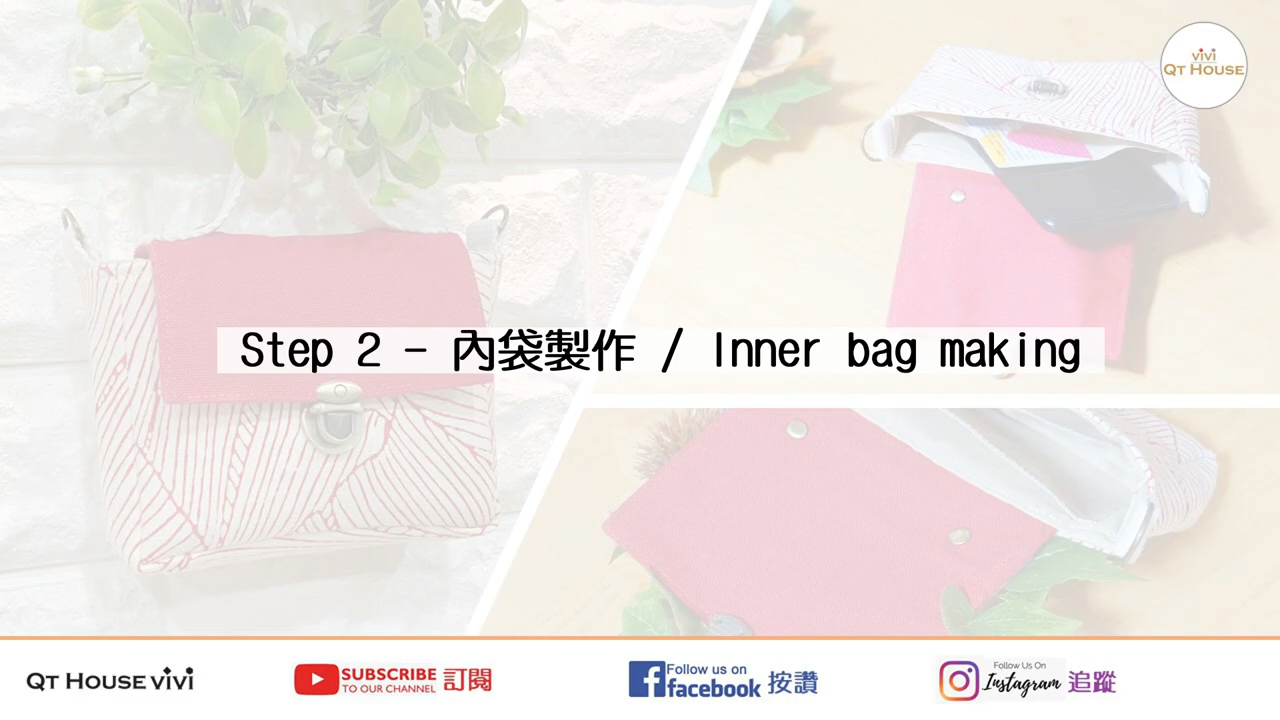 vivi
QT HOUSE
Step 2 - 內袋製作 / Inner bag making
QT HOUSE vivi
SUBSCRIBE 訂閱
TO OUR CHANNEL
Follow us on
facebook 按讚
Follow Us On
Instagram 追蹤